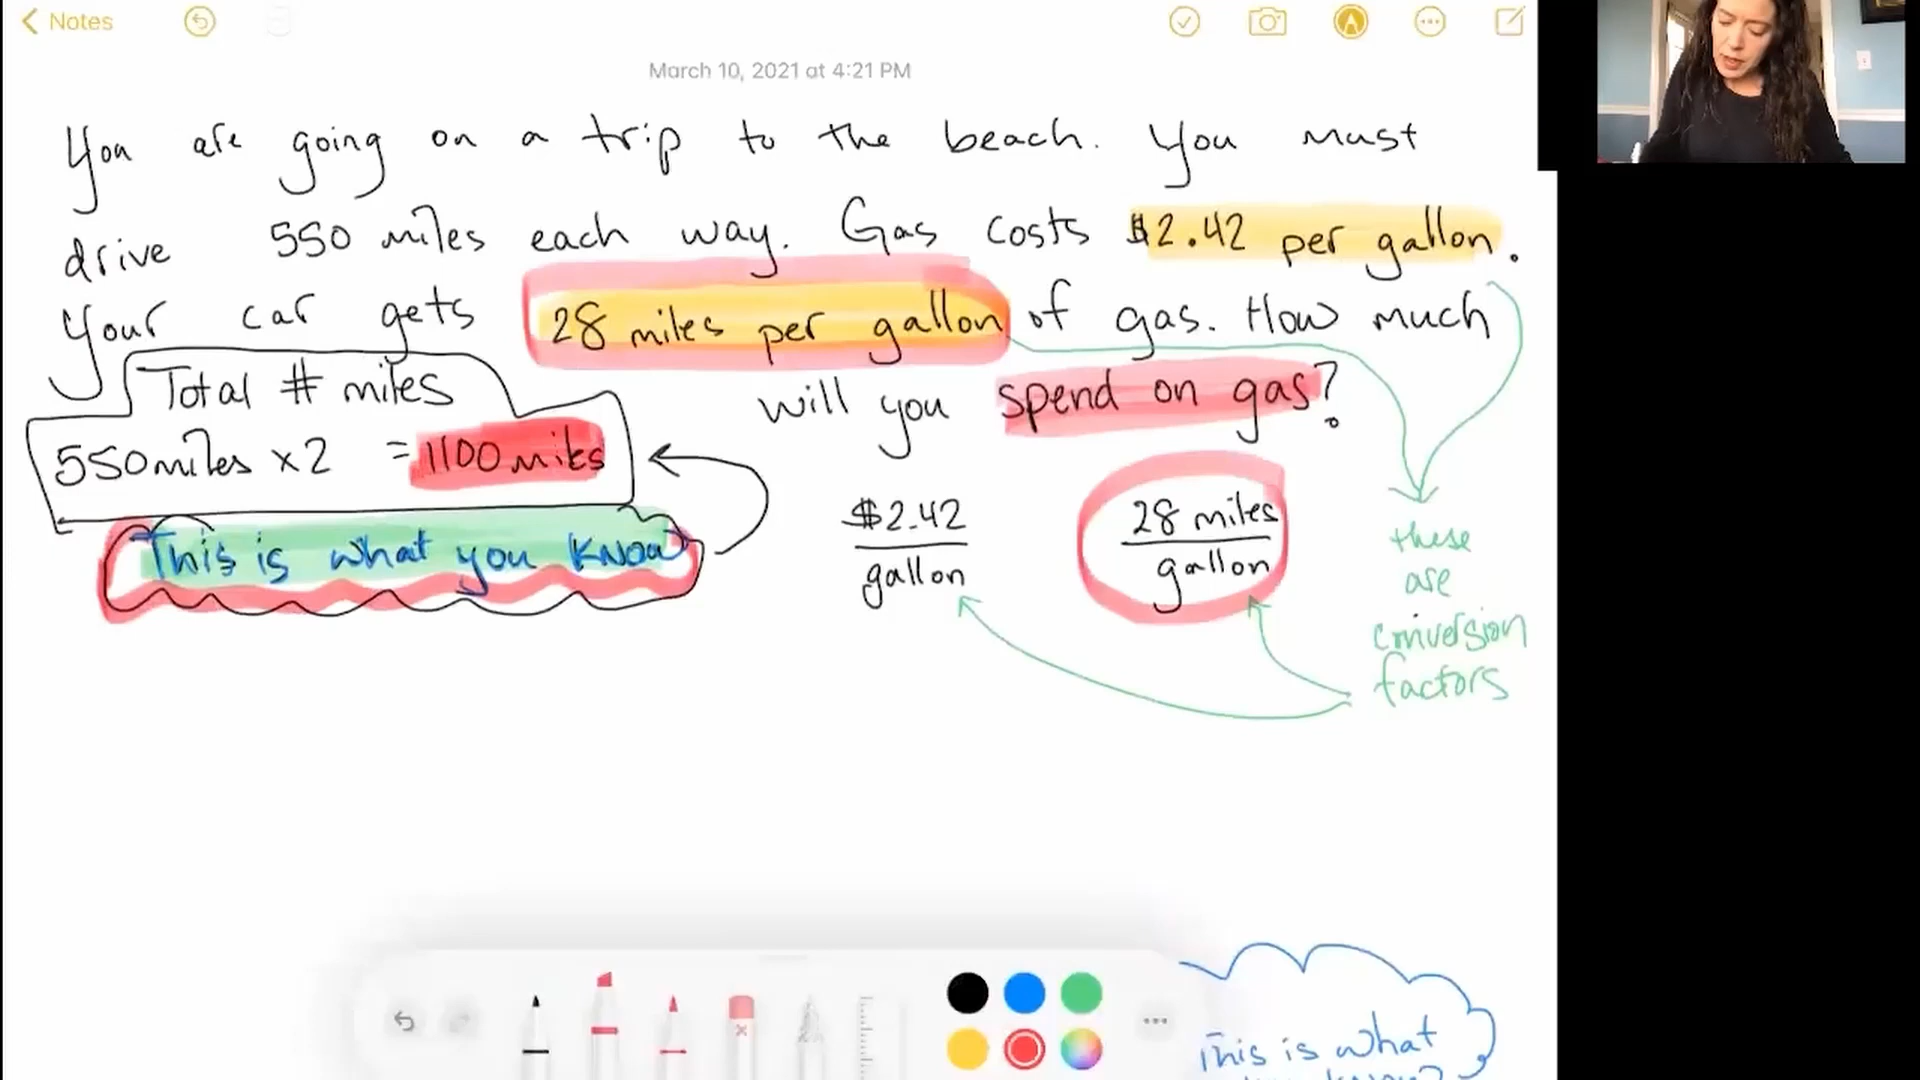 Notes
March 10, 2021 at 4:21 PM
You are going on a trip to the beach. You must
drive 550 miles each way. Gas costs $2.42 per gallon.
Your car gets 28 miles per gallon of gas. How much
will you spend on gas?
Total # miles
550 miles x2 = 1100 miles
This is what you know
$2.42
gallon
28 miles
gallon
these
are
conversion
factors
This is what